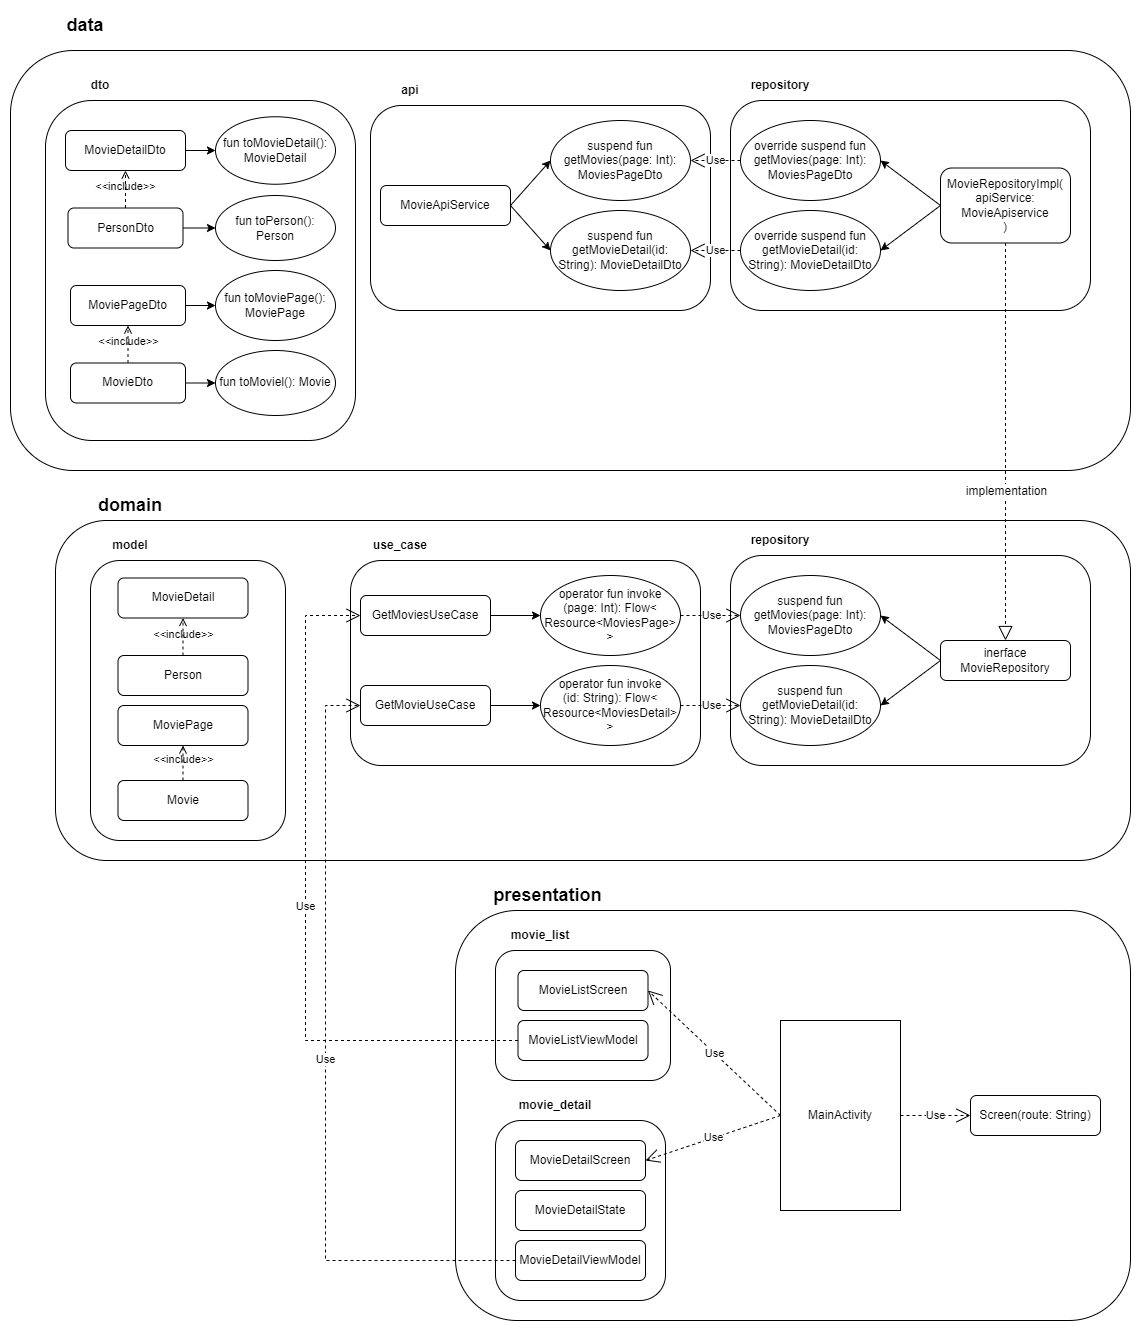 data
dto
MovieDetailDto
fun toMovieDetail():
MovieDetail
<<include>>
PersonDto
fun toPerson():
Person
MoviePageDto
fun toMoviePage():
MoviePage
<<include>>
MovieDto
fun toMovieI(): Movie
api
MovieApiService
suspend fun
getMovies(page: Int):
MoviesPageDto
suspend fun
getMovieDetail(id:
String): MovieDetailDto
Use
Use
repository
override suspend fun
getMovies(page: Int):
MoviesPageDto
override suspend fun
getMovieDetail(id:
String): MovieDetailDto
MovieRepositoryImpl(
apiService:
MovieApiservice
)
implementation
domain
model
MovieDetail
<<include>>
Person
MoviePage
<<include>>
Movie
use_case
GetMoviesUseCase
operator fun invoke
(page: Int): Flow<
Resource<MoviesPage>
>
GetMovieUseCase
operator fun invoke
(id: String): Flow<
Resource<MoviesDetail>
>
Use
Use
repository
suspend fun
getMovies(page: Int):
MoviesPageDto
suspend fun
getMovieDetail(id:
String): MovieDetailDto
inerface
MovieRepository
Use
Use
presentation
movie_list
MovieListScreen
MovieListViewModel
movie_detail
MovieDetailScreen
MovieDetailState
MovieDetailViewModel
Use
Use
MainActivity
Use
Screen(route: String)